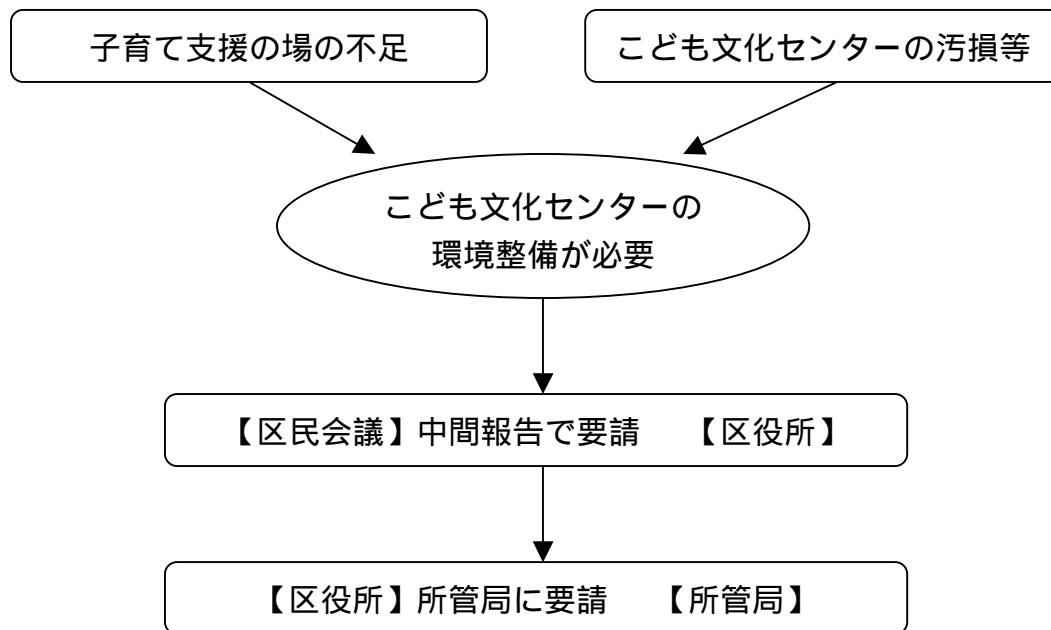 子育て支援の場の不足
こども文化センターの汚損等
こども文化センターの
環境整備が必要
【区民会議】中間報告で要請　【区役所】
【区役所】所管局に要請　【所管局】